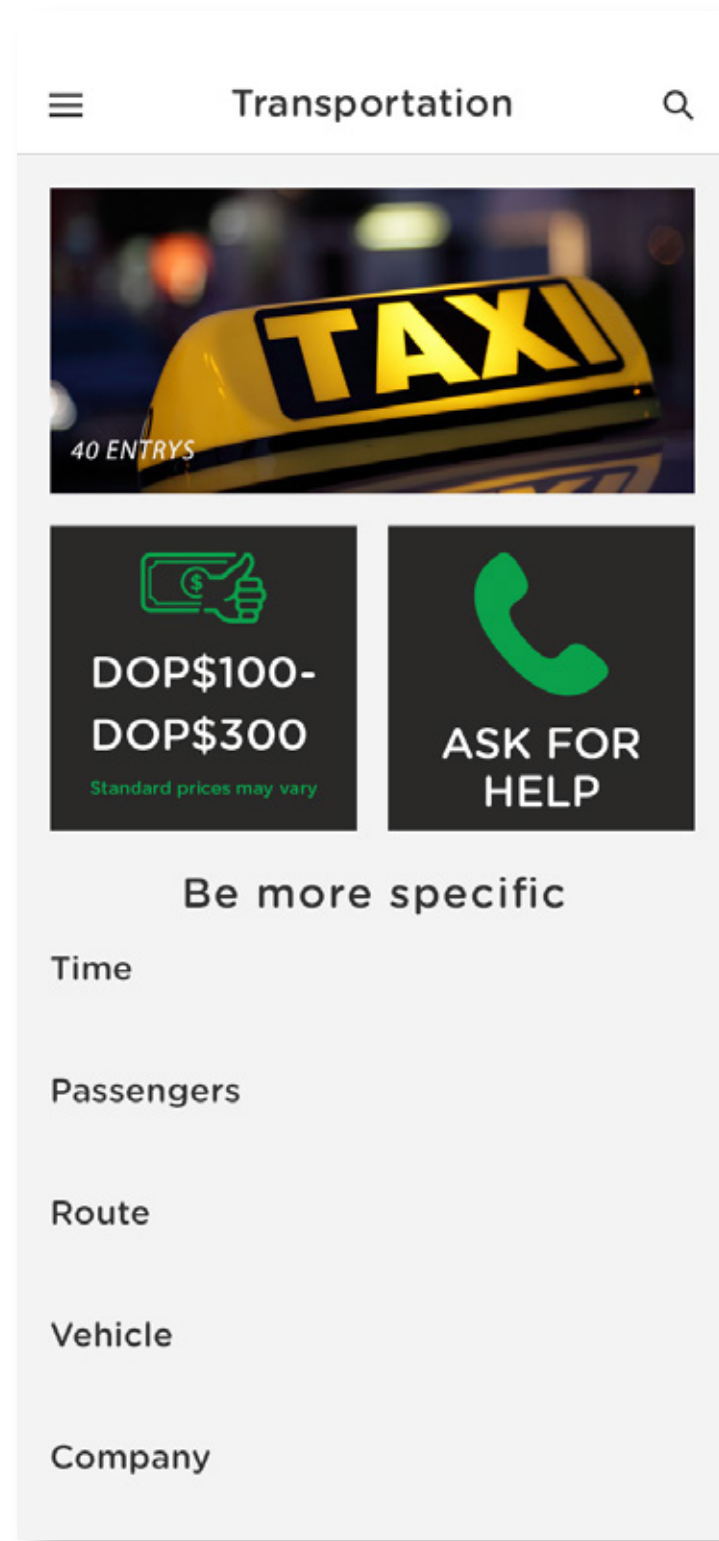 Transportation
TAXI
40 ENTRYS
$
DOP$100-
DOP$300
Standard prices may vary
ASK FOR
HELP
Be more specific
Time
Passengers
Route
Vehicle
Company